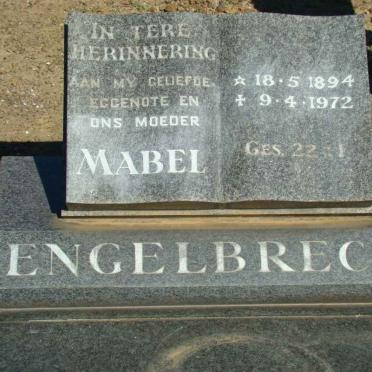 IN TERE
HERINNERING
AAN MY GELIEFDE
EGGENOTE EN
ONS MOEDER
MABEL
☆ 18·5·1894
✝ 9·4·1972
GES. 22
ENGELBREC